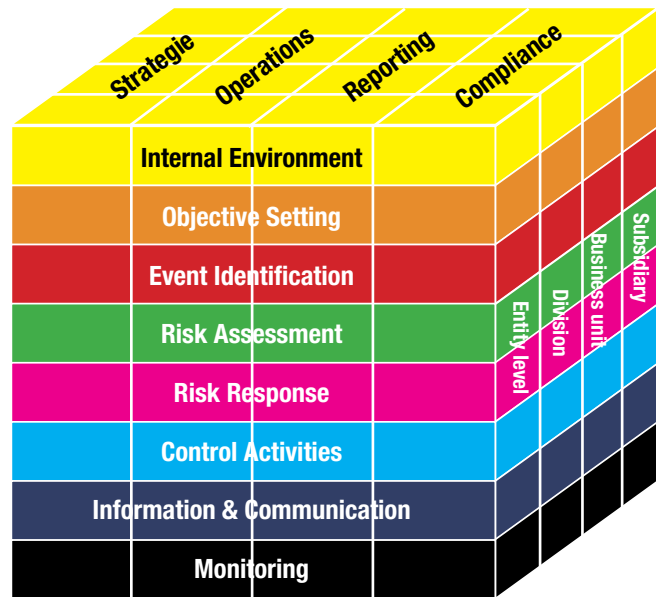 Strategie
Operations
Reporting
Compliance
Internal Environment
Objective Setting
Event Identification
Risk Assessment
Risk Response
Control Activities
Information & Communication
Monitoring
Entity level
Division
Business unit
Subsidiary